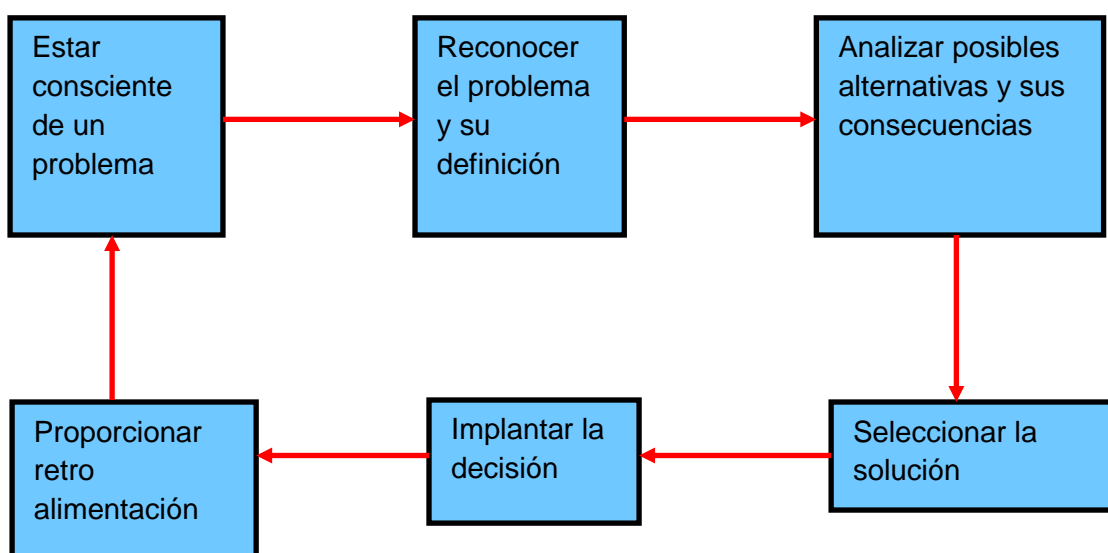 Estar
consciente
de un
problema
Reconocer
el problema
y su
definición
Analizar posibles
alternativas y sus
consecuencias
Seleccionar la
solución
Implantar la
decisión
Proporcionar
retro
alimentación